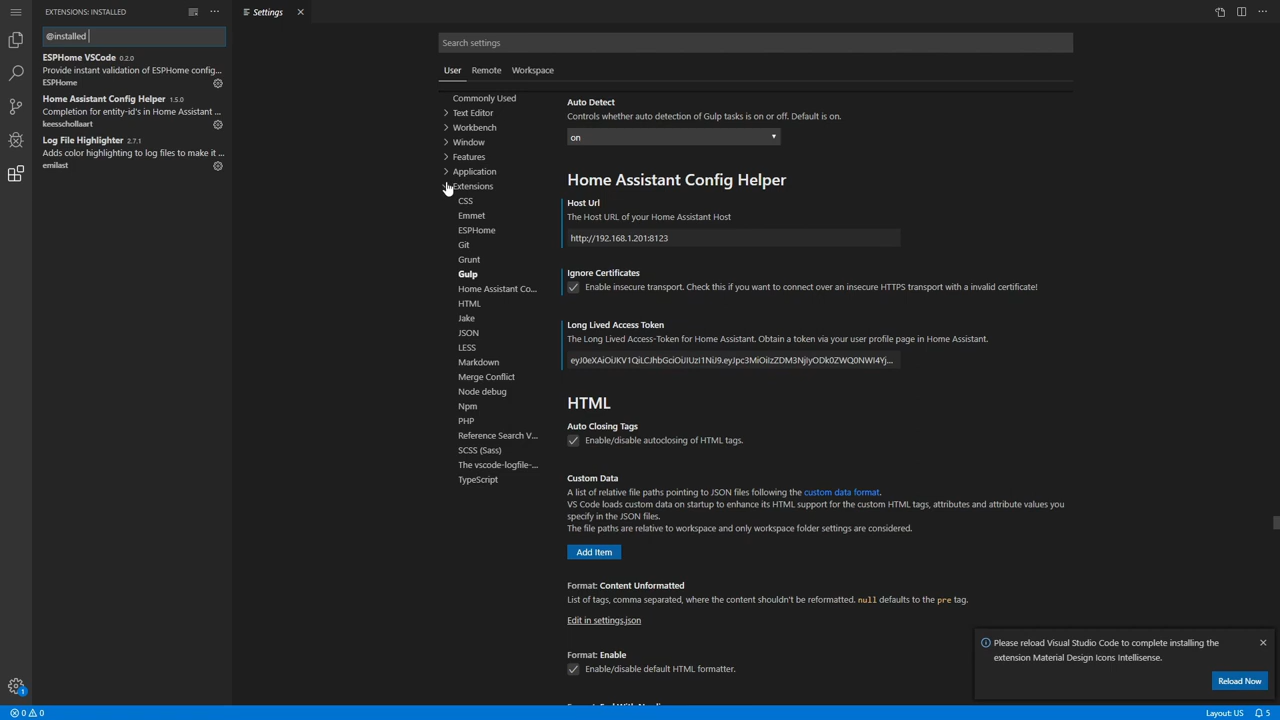 EXTENSIONS: INSTALLED
@installed
ESPHome VSCode 0.2.0
Provide instant validation of ESPHome config...
ESPHome
Home Assistant Config Helper 1.5.0
Completion for entity-id's in Home Assistant ...
keesschollaart
Log File Highlighter 2.7.1
Adds color highlighting to log files to make it ...
emilast
1
Settings
Search settings
User Remote Workspace
Commonly Used
Text Editor
Workbench
Window
Features
Application
Extensions
CSS
Emmet
ESPHome
Git
Grunt
Gulp
Home Assistant Co...
HTML
Jake
JSON
LESS
Markdown
Merge Conflict
Node debug
Npm
PHP
Reference Search V...
SCSS (Sass)
The vscode-logfile-...
TypeScript
Auto Detect
Controls whether auto detection of Gulp tasks is on or off. Default is on.
on
Home Assistant Config Helper
Host Url
The Host URL of your Home Assistant Host
http://192.168.1.201:8123
Ignore Certificates
Enable insecure transport. Check this if you want to connect over an insecure HTTPS transport with a invalid certificate!
Long Lived Access Token
The Long Lived Access-Token for Home Assistant. Obtain a token via your user profile page in Home Assistant.
HTML
Auto Closing Tags
Enable/disable autoclosing of HTML tags.
Custom Data
A list of relative file paths pointing to JSON files following the custom data format.
VS Code loads custom data on startup to enhance its HTML support for the custom HTML tags, attributes and attribute values you
specify in the JSON files.
The file paths are relative to workspace and only workspace folder settings are considered.
Add Item
Format: Content Unformatted
List of tags, comma separated, where the content shouldn't be reformatted. null defaults to the pre tag.
Edit in settings.json
Format: Enable
Enable/disable default HTML formatter.
Please reload Visual Studio Code to complete installing the
extension Material Design Icons Intellisense.
Reload Now
0 0
Layout: US
5